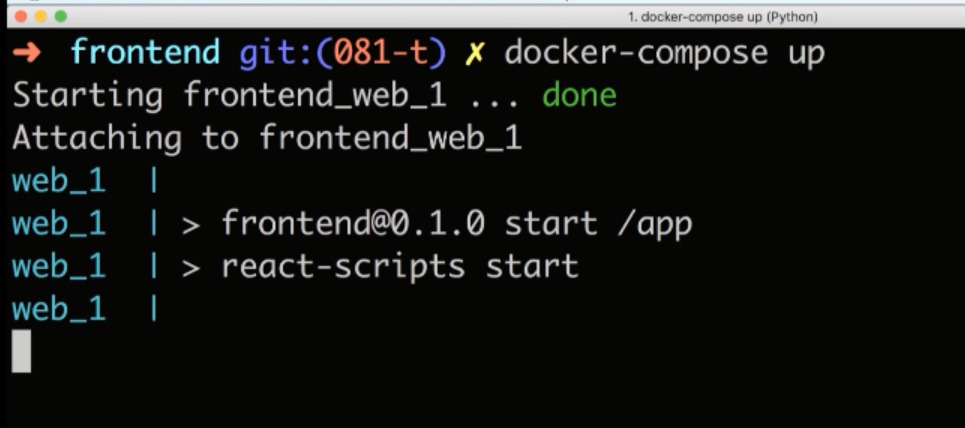 1. docker-compose up (Python)
➜ frontend git:(081-t) ✗ docker-compose up
Starting frontend_web_1 ... done
Attaching to frontend_web_1
web_1 |
web_1 | > frontend@0.1.0 start /app
web_1 | > react-scripts start
web_1 |